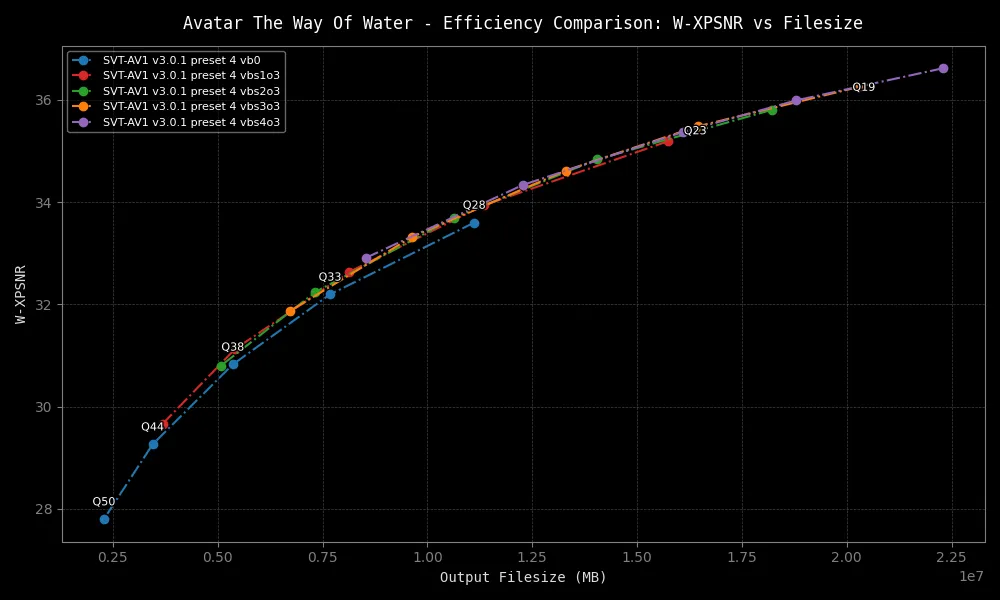 Avatar The Way Of Water - Efficiency Comparison: W-XPSNR vs Filesize
SVT-AV1 v3.0.1 preset 4 vb0
SVT-AV1 v3.0.1 preset 4 vbs1o3
SVT-AV1 v3.0.1 preset 4 vbs2o3
SVT-AV1 v3.0.1 preset 4 vbs3o3
SVT-AV1 v3.0.1 preset 4 vbs4o3
W-XPSNR
36
34
32
30
28
Q19
Q23
Q28
Q33
Q38
Q44
Q50
0.25
0.50
0.75
1.00
1.25
1.50
1.75
2.00
2.25
1e7
Output Filesize (MB)